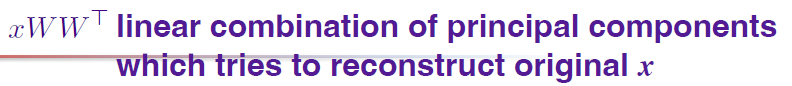 xWW⊤ linear combination of principal components
which tries to reconstruct original x